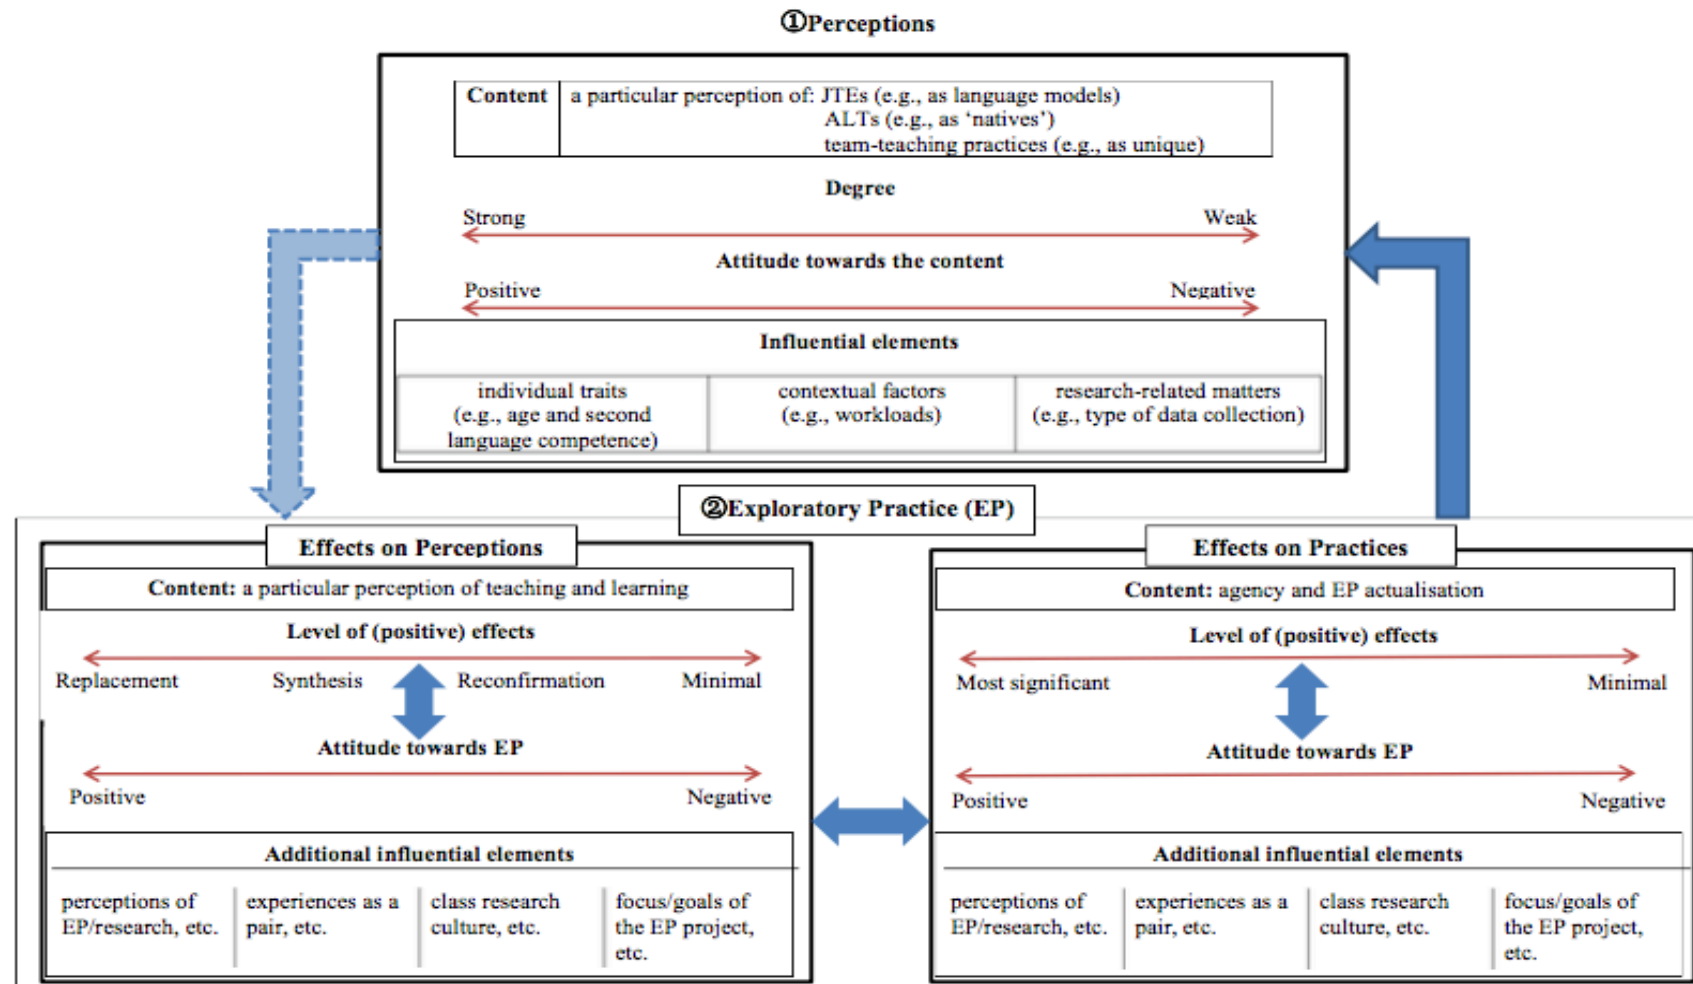 ①Perceptions
Content
a particular perception of: JTEs (e.g., as language models)
ALTs (e.g., as ‘natives’)
team-teaching practices (e.g., as unique)
Degree
Strong Weak
Attitude towards the content
Positive Negative
Influential elements
individual traits
(e.g., age and second
language competence)
contextual factors
(e.g., workloads)
research-related matters
(e.g., type of data collection)
②Exploratory Practice (EP)
Effects on Perceptions
Content: a particular perception of teaching and learning
Level of (positive) effects
Replacement Synthesis Reconfirmation Minimal
Attitude towards EP
Positive Negative
Additional influential elements
perceptions of
EP/research, etc.
experiences as a
pair, etc.
class research
culture, etc.
focus/goals of
the EP project,
etc.
Effects on Practices
Content: agency and EP actualisation
Level of (positive) effects
Most significant Minimal
Attitude towards EP
Positive Negative
Additional influential elements
perceptions of
EP/research, etc.
experiences as a
pair, etc.
class research
culture, etc.
focus/goals of
the EP project,
etc.